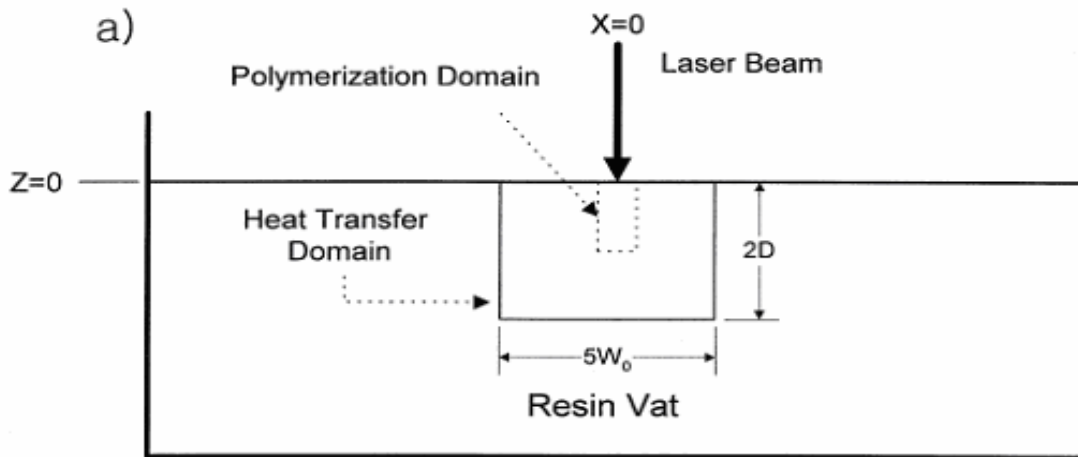 a)
X=0
Laser Beam
Polymerization Domain
Z=0
Heat Transfer
Domain
2D
5W₀
Resin Vat